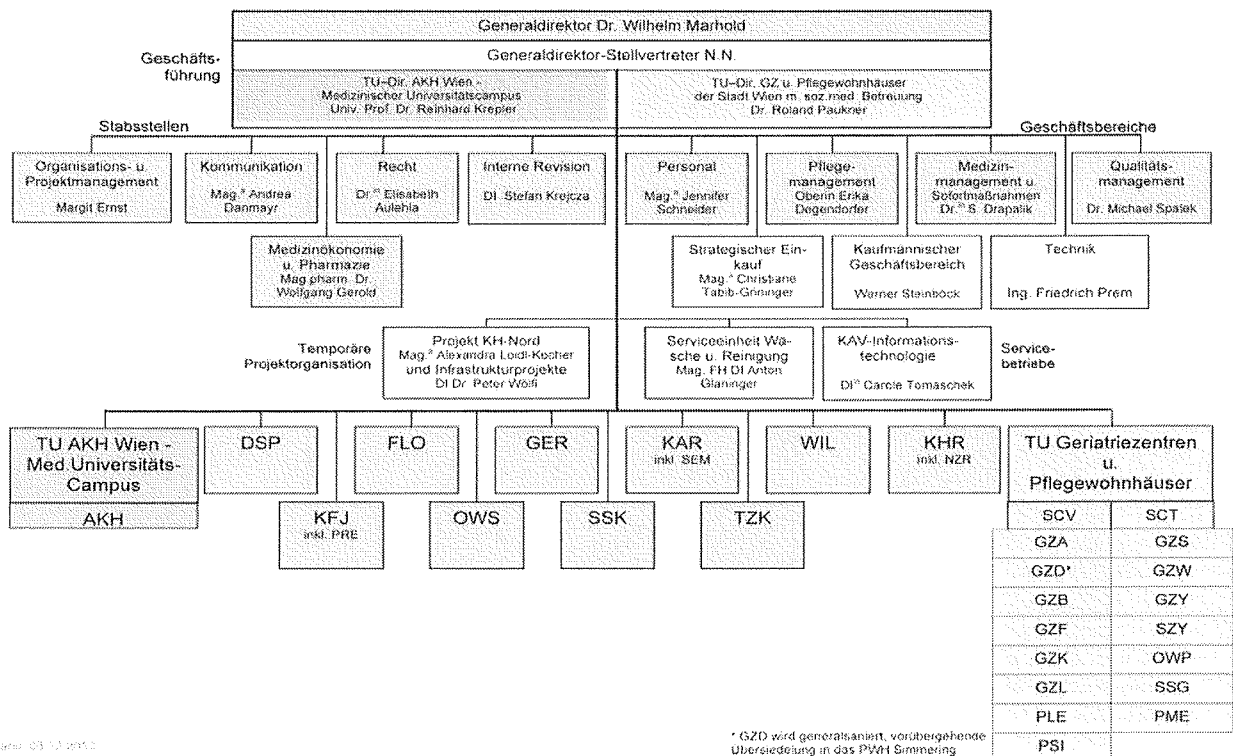 Generaldirektor Dr. Wilhelm Marhold
Generaldirektor-Stellvertreter N.N.
Geschäfts-
führung
TU–Dir. AKH Wien -
Medizinischer Universitätscampus
Univ. Prof. Dr. Reinhard Krepler
TU–Dir. GZ u. Pflegewohnhäuser
der Stadt Wien m. soz.med. Betreuung
Dr. Roland Paukner
Stabsstellen
Geschäftsbereiche
Organisations- u.
Projektmanagement
Margit Ernst
Kommunikation
Mag.ª Andrea
Danmayr
Recht
Dr.ⁱⁿ Elisabeth
Aulehla
Interne Revision
DI. Stefan Krejcza
Personal
Mag.ª Jennifer
Schneider
Pflege-
management
Oberin Erika
Degendorfer
Medizin-
management u.
Sofortmaßnahmen
Dr.ⁱⁿ S. Drapalik
Qualitäts-
management
Dr. Michael Spatek
Medizinökonomie
u. Pharmazie
Mag.pharm. Dr.
Wolfgang Gerold
Strategischer Ein-
kauf
Mag.ª Christiane
Tabib-Grininger
Kaufmännischer
Geschäftsbereich
Werner Steinböck
Technik
Ing. Friedrich Prem
Temporäre
Projektorganisation
Projekt KH-Nord
Mag.ª Alexandra Loidl-Kocher
und Infrastrukturprojekte
DI Dr. Peter Wölfl
Serviceeinheit Wä-
sche u. Reinigung
Mag. FH DI Anton
Glaninger
KAV-Informations-
technologie
DIⁱⁿ Carole Tomaschek
Service-
betriebe
TU AKH Wien -
Med.Universitäts-
Campus
AKH
DSP
FLO
GER
KAR
inkl. SEM
WIL
KHR
inkl. NZR
KFJ
inkl. PRE
OWS
SSK
TZK
TU Geriatriezentren
u.
Pflegewohnhäuser
SCV SCT
GZA GZS
GZD* GZW
GZB GZY
GZF SZY
GZK OWP
GZL SSG
PLE PME
PSI
* GZD wird generalsaniert, vorübergehende
Übersiedelung in das PWH Simmering